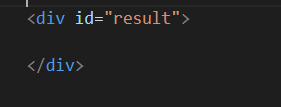 <div id="result">
</div>